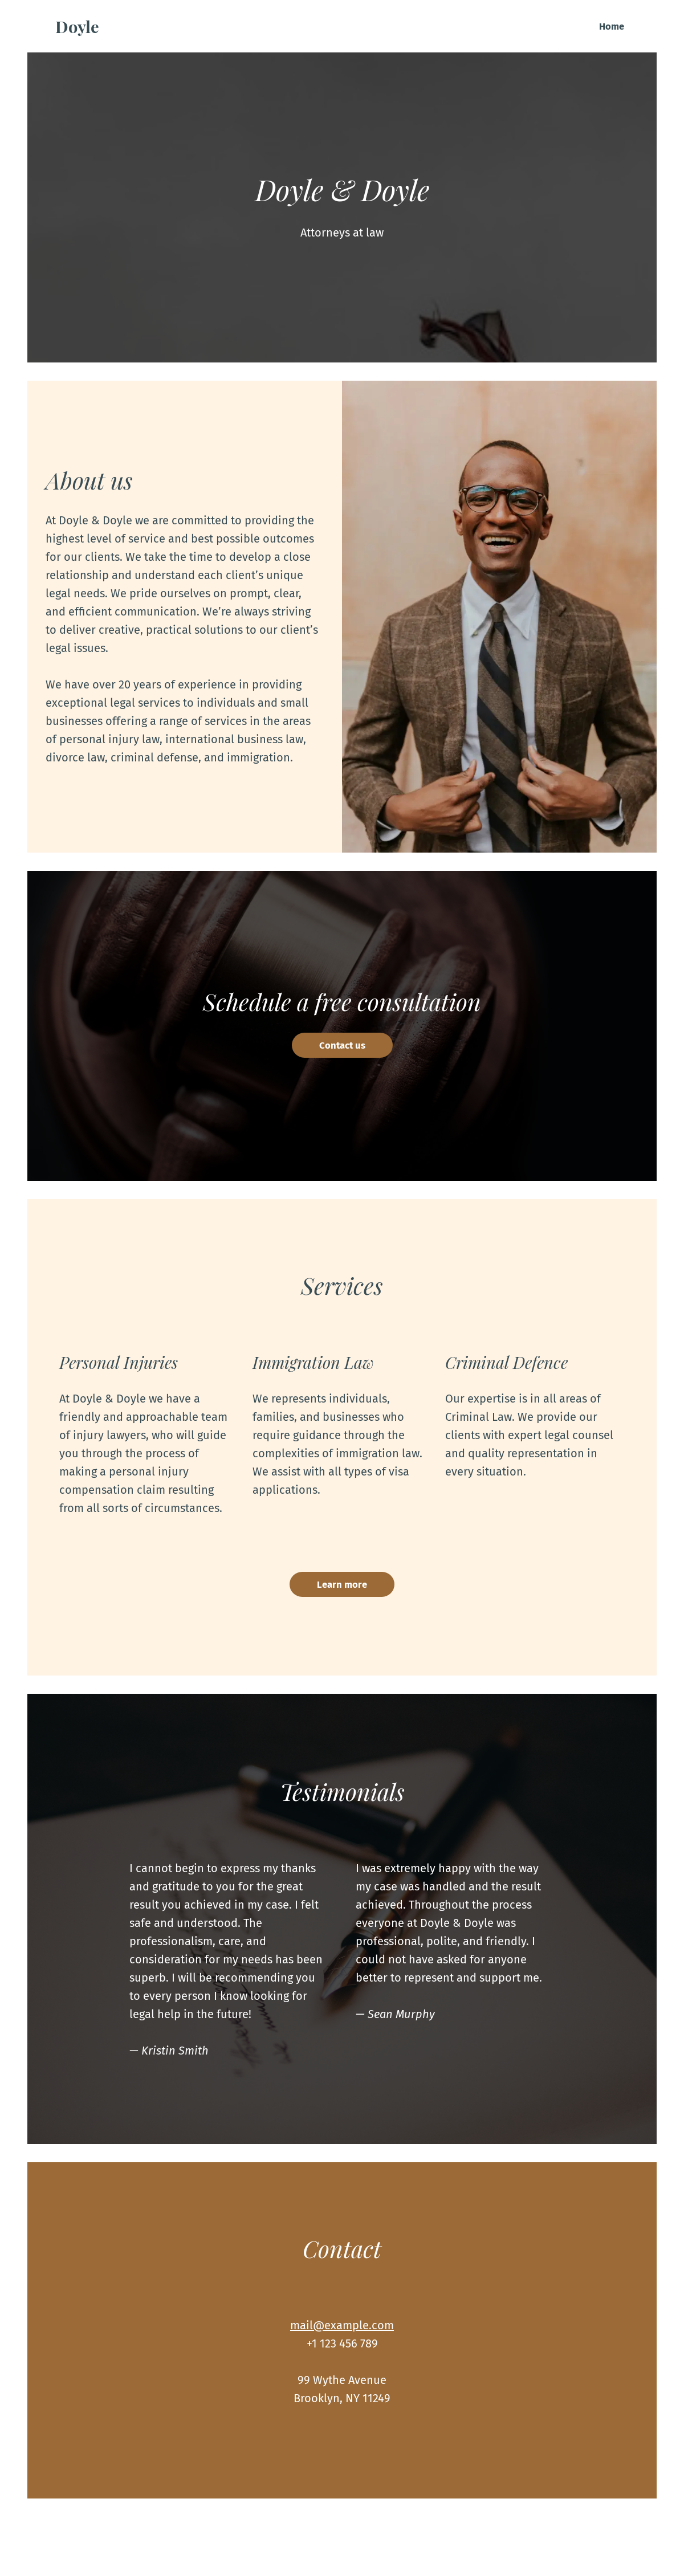 Doyle
Home
Doyle & Doyle
Attorneys at law
About us
At Doyle & Doyle we are committed to providing the
highest level of service and best possible outcomes
for our clients. We take the time to develop a close
relationship and understand each client’s unique
legal needs. We pride ourselves on prompt, clear,
and efficient communication. We’re always striving
to deliver creative, practical solutions to our client’s
legal issues.
We have over 20 years of experience in providing
exceptional legal services to individuals and small
businesses offering a range of services in the areas
of personal injury law, international business law,
divorce law, criminal defense, and immigration.
Schedule a free consultation
Contact us
Services
Personal Injuries
At Doyle & Doyle we have a
friendly and approachable team
of injury lawyers, who will guide
you through the process of
making a personal injury
compensation claim resulting
from all sorts of circumstances.
Immigration Law
We represents individuals,
families, and businesses who
require guidance through the
complexities of immigration law.
We assist with all types of visa
applications.
Criminal Defence
Our expertise is in all areas of
Criminal Law. We provide our
clients with expert legal counsel
and quality representation in
every situation.
Learn more
Testimonials
I cannot begin to express my thanks
and gratitude to you for the great
result you achieved in my case. I felt
safe and understood. The
professionalism, care, and
consideration for my needs has been
superb. I will be recommending you
to every person I know looking for
legal help in the future!
— Kristin Smith
I was extremely happy with the way
my case was handled and the result
achieved. Throughout the process
everyone at Doyle & Doyle was
professional, polite, and friendly. I
could not have asked for anyone
better to represent and support me.
— Sean Murphy
Contact
mail@example.com
+1 123 456 789
99 Wythe Avenue
Brooklyn, NY 11249